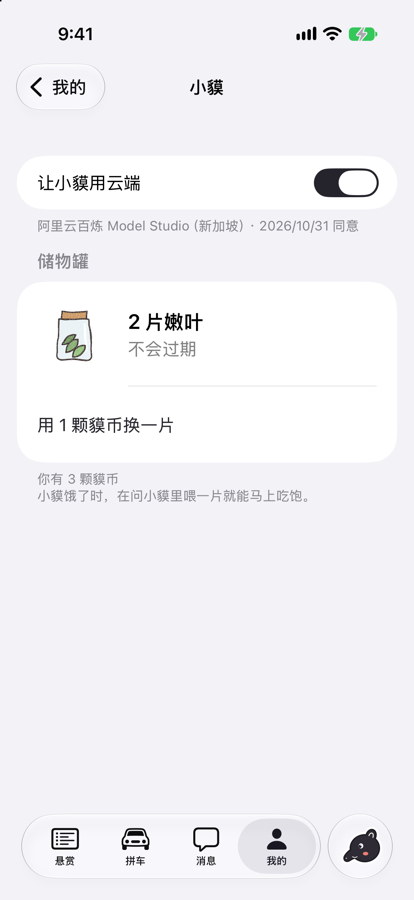 9:41
我的
小貘
让小貘用云端
阿里云百炼 Model Studio (新加坡) · 2026/10/31 同意
储物罐
2 片嫩叶
不会过期
用 1 颗貘币换一片
你有 3 颗貘币
小貘饿了时，在问小貘里喂一片就能马上吃饱。
悬赏
拼车
消息
我的